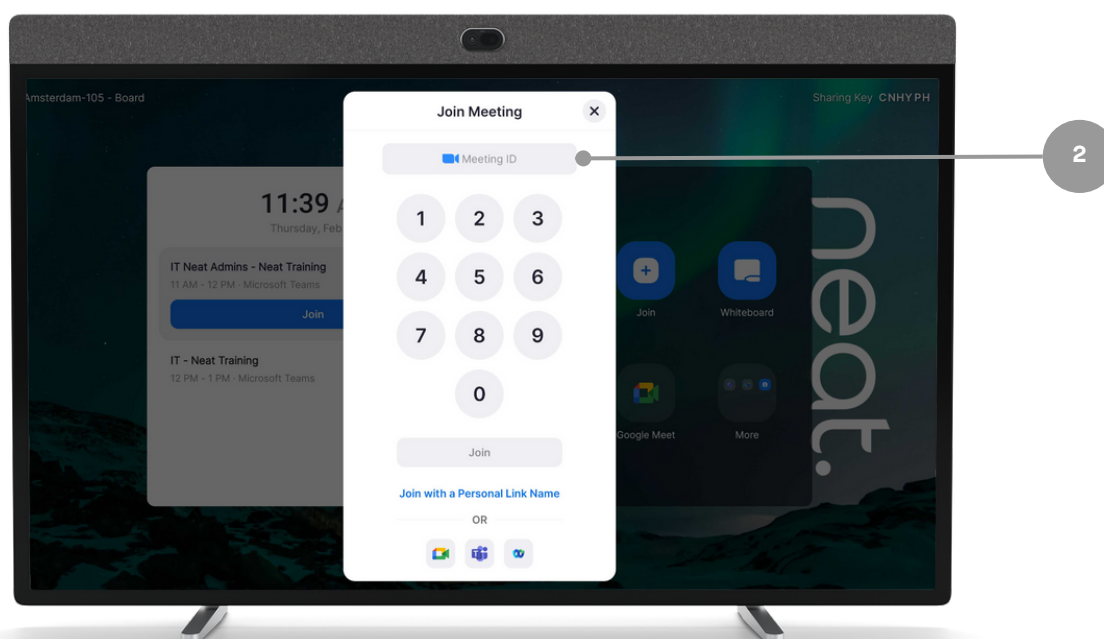 Amsterdam-105 - Board
Sharing Key CNHYPH
Join Meeting
Meeting ID
2
1 2 3
4 5 6
7 8 9
0
Join
Join with a Personal Link Name
OR
11:39
Thursday, Feb
IT Neat Admins - Neat Training
11 AM - 12 PM · Microsoft Teams
Join
IT - Neat Training
12 PM - 1 PM · Microsoft Teams
Join
Whiteboard
Google Meet
More
neat.